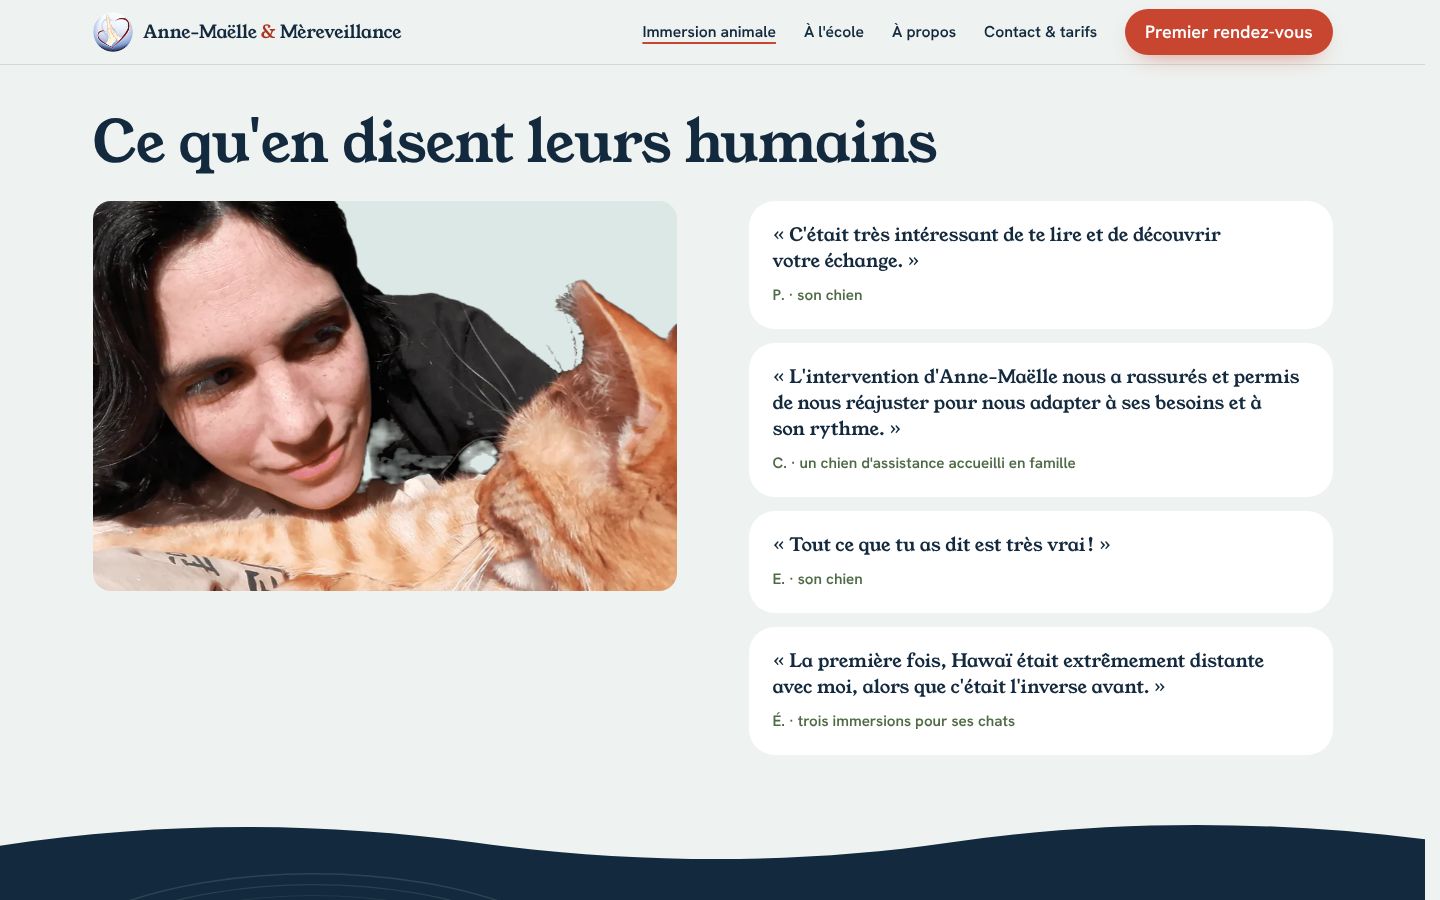 Anne-Maëlle & Mèreveillance
Immersion animale
À l'école
À propos
Contact & tarifs
Premier rendez-vous
Ce qu'en disent leurs humains
« C'était très intéressant de te lire et de découvrir
votre échange. »
P. · son chien
« L'intervention d'Anne-Maëlle nous a rassurés et permis
de nous réajuster pour nous adapter à ses besoins et à
son rythme. »
C. · un chien d'assistance accueilli en famille
« Tout ce que tu as dit est très vrai ! »
E. · son chien
« La première fois, Hawaï était extrêmement distante
avec moi, alors que c'était l'inverse avant. »
É. · trois immersions pour ses chats